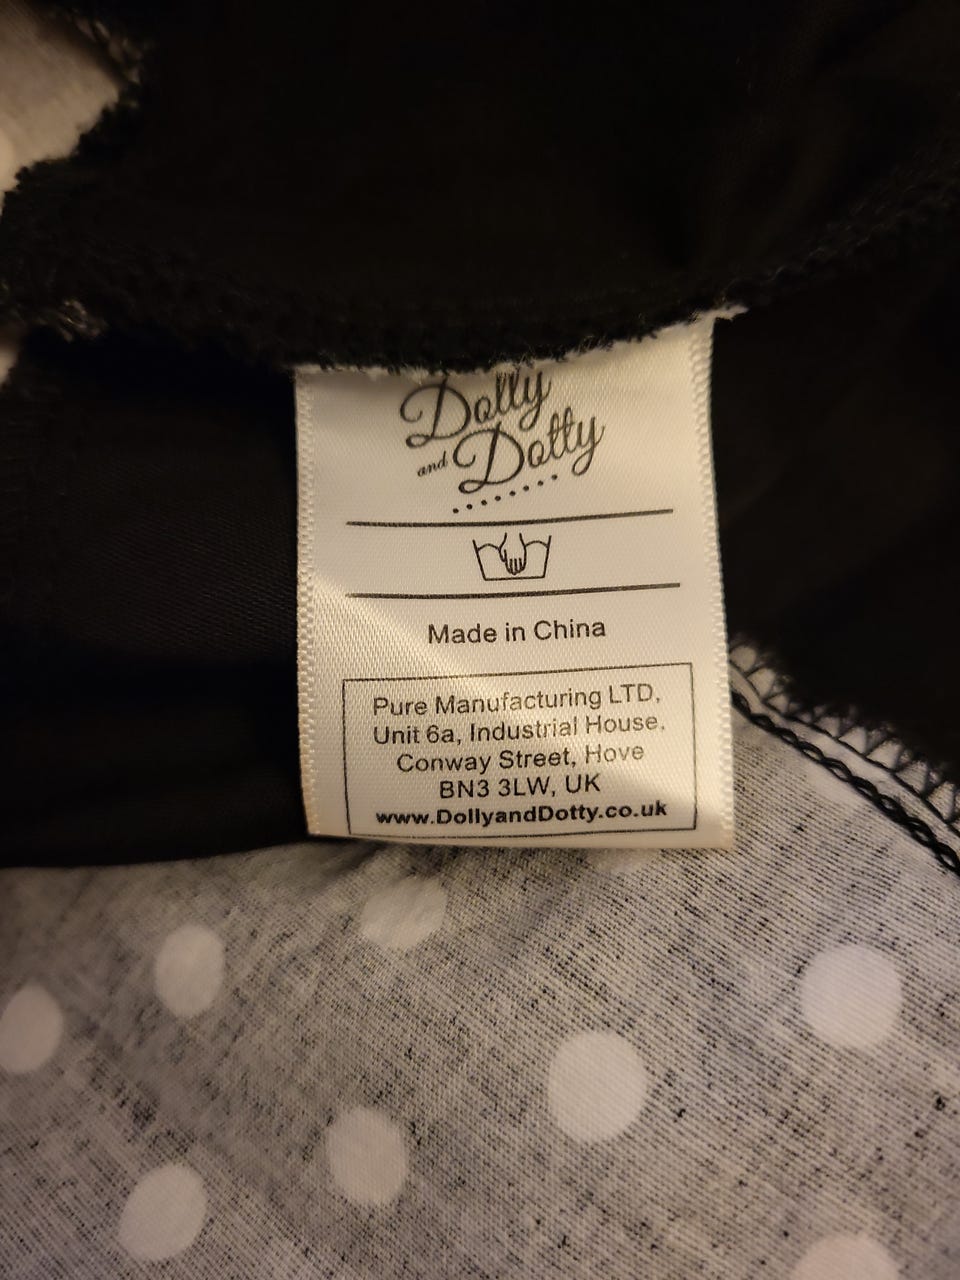 Dolly
and Dotty
Made in China
Pure Manufacturing LTD,
Unit 6a, Industrial House,
Conway Street, Hove
BN3 3LW, UK
www.DollyandDotty.co.uk